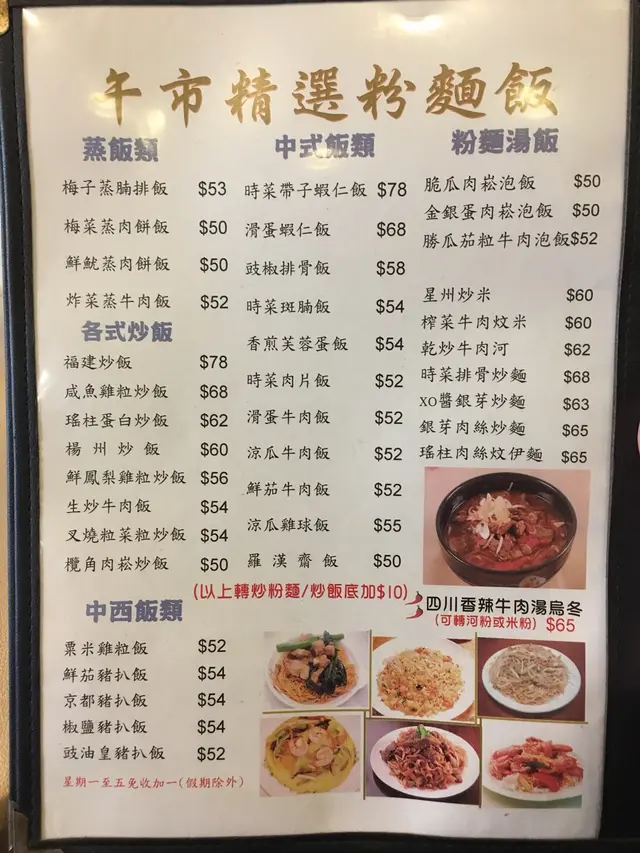 午市精選粉麵飯
蒸飯類
梅子蒸腩排飯 $53
梅菜蒸肉餅飯 $50
鮮魷蒸肉餅飯 $50
炸菜蒸牛肉飯 $52
各式炒飯
福建炒飯 $78
咸魚雞粒炒飯 $68
瑤柱蛋白炒飯 $62
楊州炒飯 $60
鮮鳳梨雞粒炒飯 $56
生炒牛肉飯 $54
叉燒粒菜粒炒飯 $54
欖角肉崧炒飯 $50
中西飯類
粟米雞粒飯 $52
鮮茄豬扒飯 $54
京都豬扒飯 $54
椒鹽豬扒飯 $54
豉油皇豬扒飯 $52
星期一至五免收加一(假期除外)
中式飯類
時菜帶子蝦仁飯 $78
滑蛋蝦仁飯 $68
豉椒排骨飯 $58
時菜斑腩飯 $54
香煎芙蓉蛋飯 $54
時菜肉片飯 $52
滑蛋牛肉飯 $52
涼瓜牛肉飯 $52
鮮茄牛肉飯 $52
涼瓜雞球飯 $55
羅漢齋飯 $50
(以上轉炒粉麵/炒飯底加$10)
粉麵湯飯
脆瓜肉崧泡飯 $50
金銀蛋肉崧泡飯 $50
勝瓜茄粒牛肉泡飯 $52
星州炒米 $60
榨菜牛肉炆米 $60
乾炒牛肉河 $62
時菜排骨炒麵 $68
XO醬銀芽炒麵 $63
銀芽肉絲炒麵 $65
瑤柱肉絲炆伊麵 $65
四川香辣牛肉湯烏冬
(可轉河粉或米粉) $65